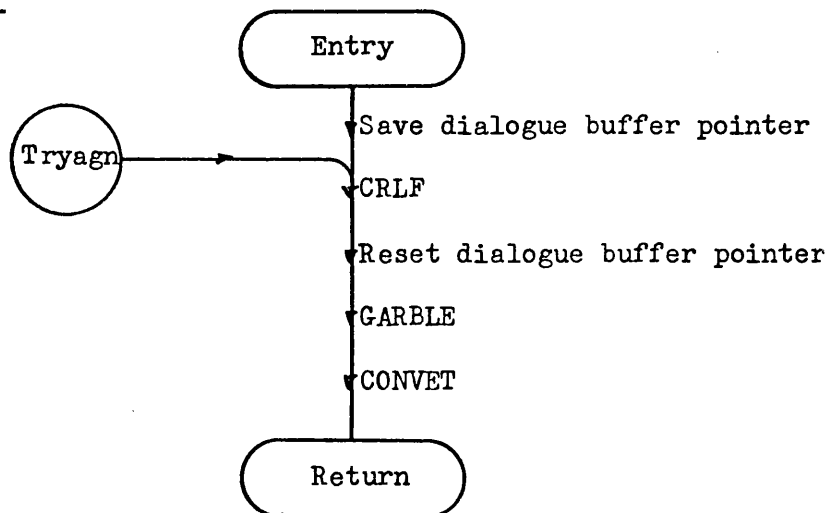 Entry
Save dialogue buffer pointer
Tryagn
CRLF
Reset dialogue buffer pointer
GARBLE
CONVET
Return